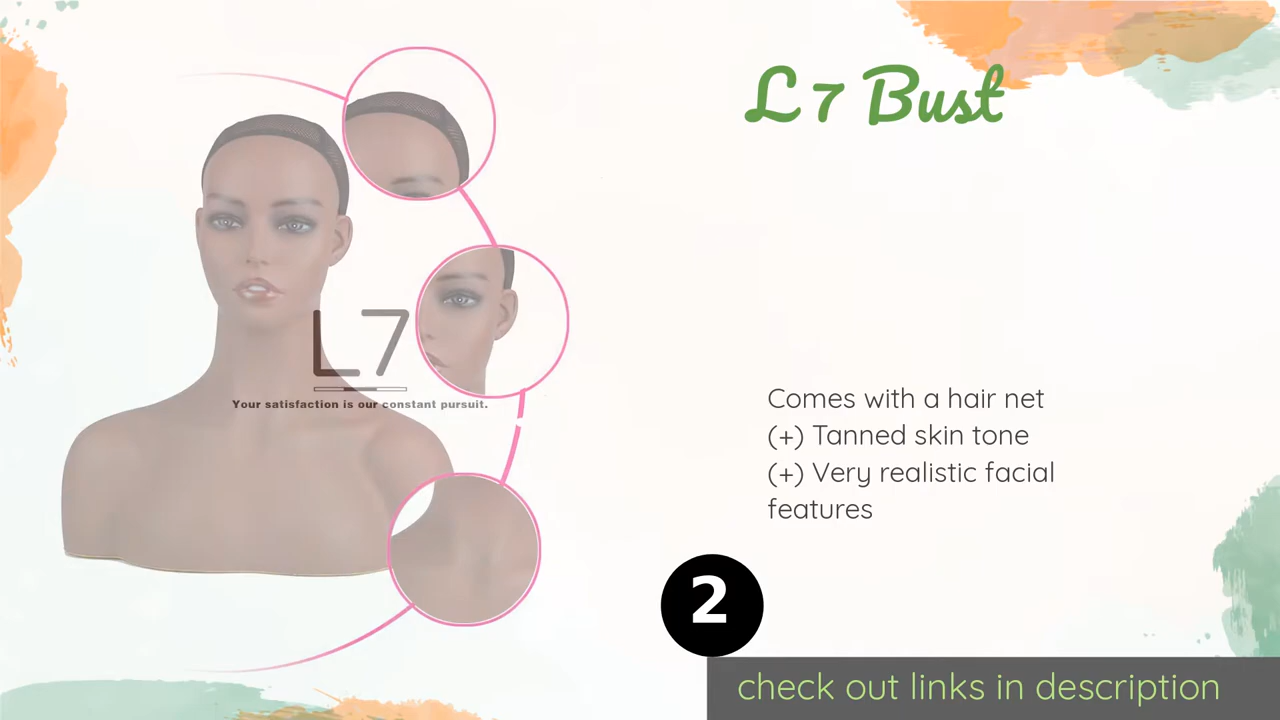 L7 Bust
L7
Your satisfaction is our constant pursuit.
Comes with a hair net
(+) Tanned skin tone
(+) Very realistic facial
features
2
check out links in description